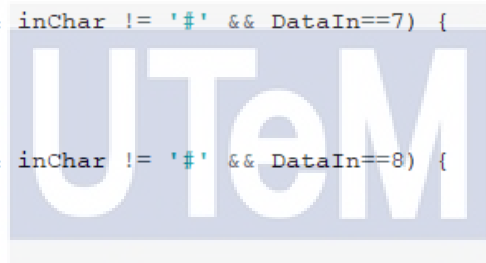 inChar != '#' && DataIn==7) {
UTeM
inChar != '#' && DataIn==8) {